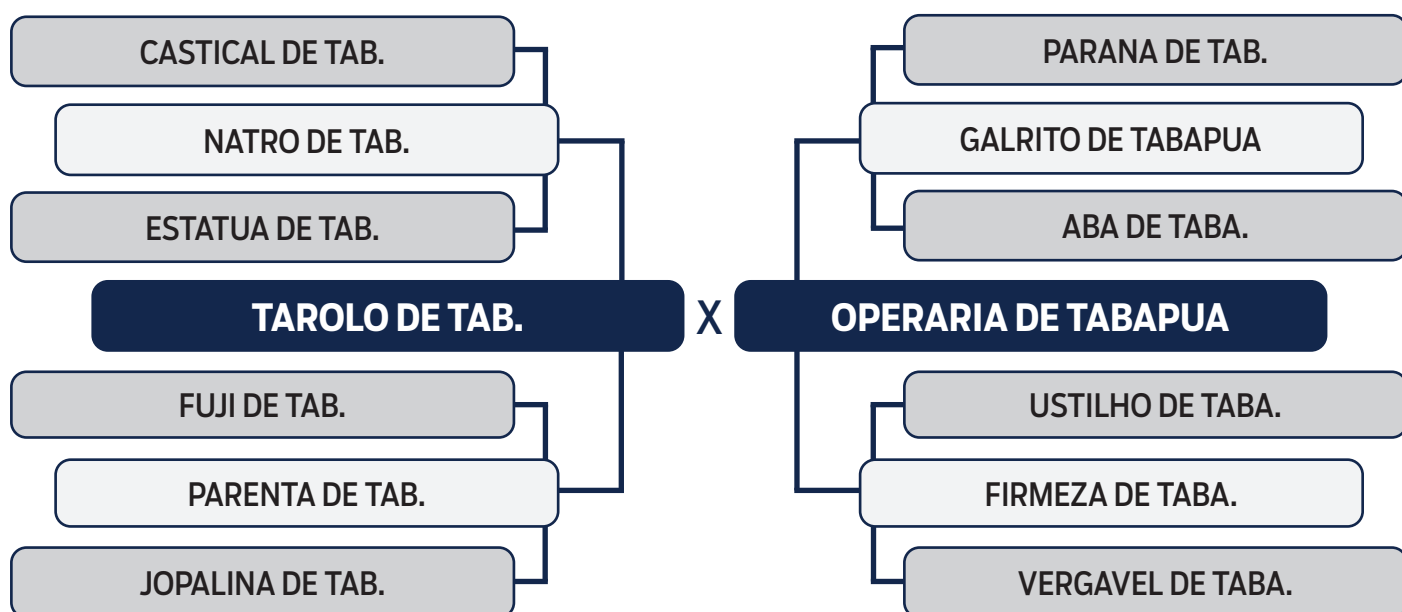 CASTICAL DE TAB.
PARANA DE TAB.
NATRO DE TAB.
GALRITO DE TABAPUA
ESTATUA DE TAB.
ABA DE TABA.
TAROLO DE TAB. X OPERARIA DE TABAPUA
FUJI DE TAB.
USTILHO DE TABA.
PARENTA DE TAB.
FIRMEZA DE TABA.
JOPALINA DE TAB.
VERGAVEL DE TABA.